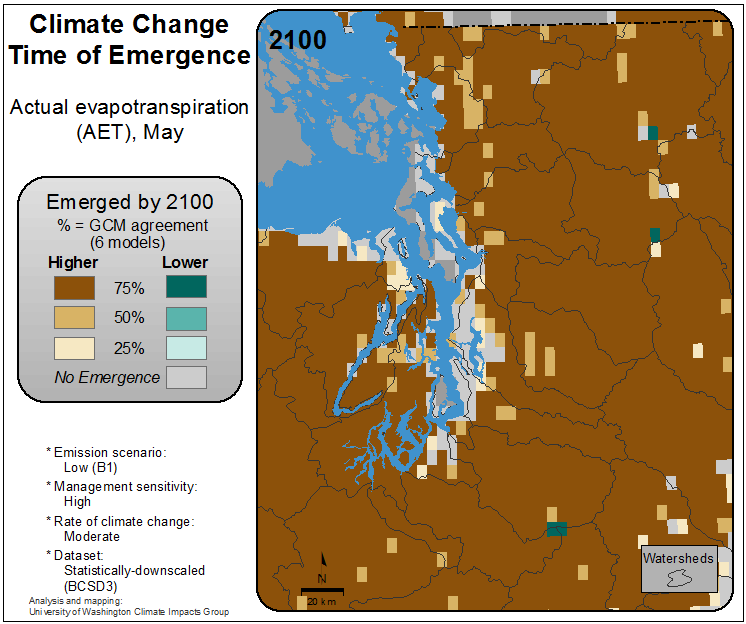 Climate Change
Time of Emergence
Actual evapotranspiration
(AET), May
Emerged by 2100
% = GCM agreement
(6 models)
Higher Lower
75%
50%
25%
No Emergence
* Emission scenario:
Low (B1)
* Management sensitivity:
High
* Rate of climate change:
Moderate
* Dataset:
Statistically-downscaled
(BCSD3)
Analysis and mapping:
University of Washington Climate Impacts Group
2100
N
20 km
Watersheds